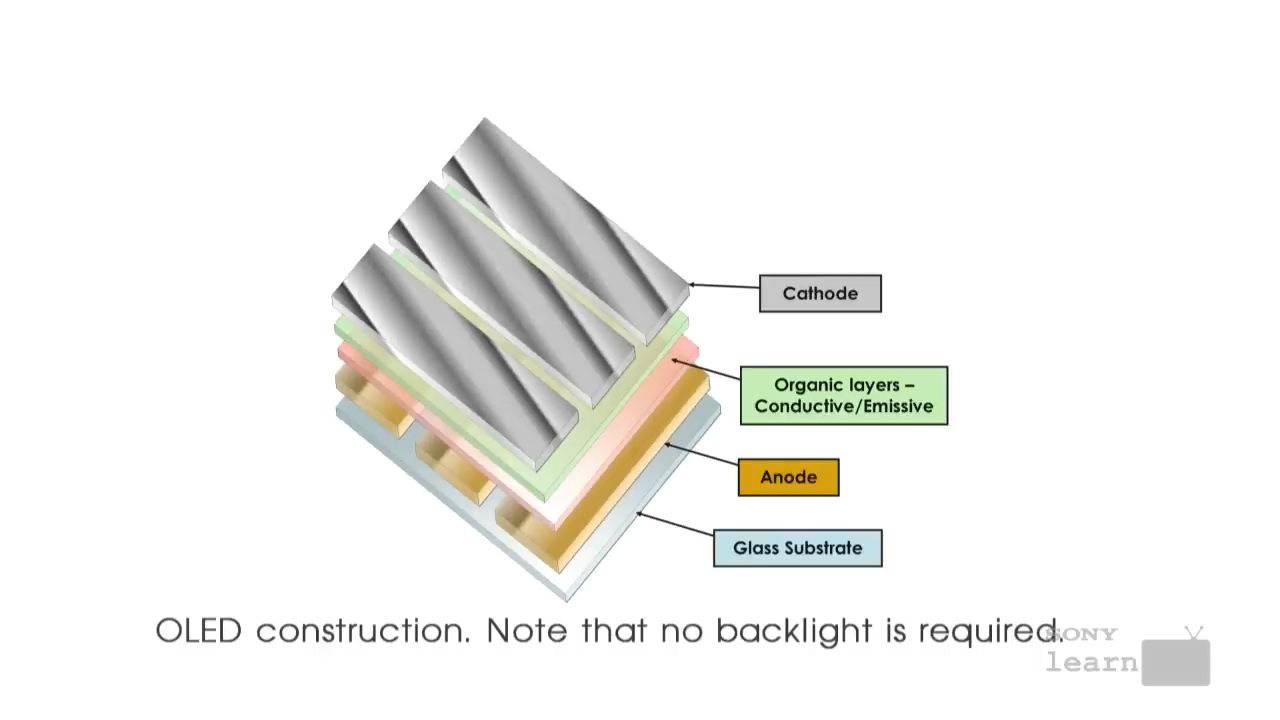 Cathode
Organic layers –
Conductive/Emissive
Anode
Glass Substrate
OLED construction. Note that no backlight is required.
SONY
learn